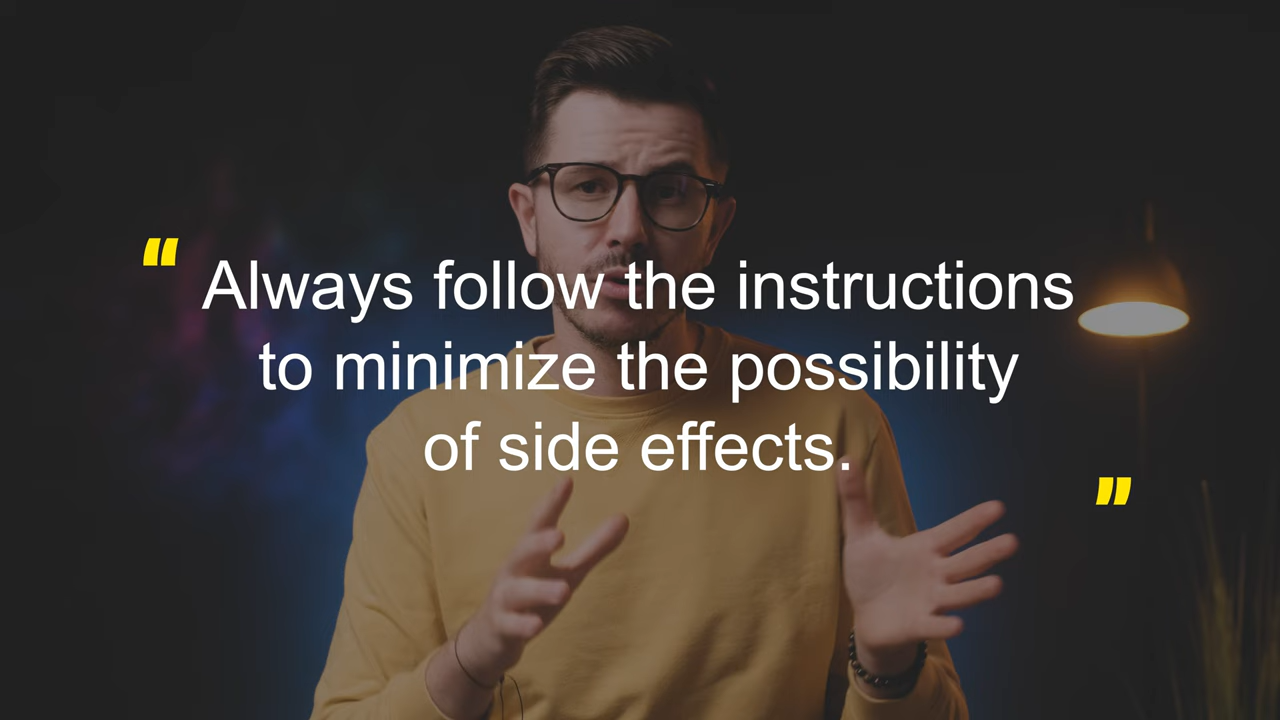 " Always follow the instructions
to minimize the possibility
of side effects. "